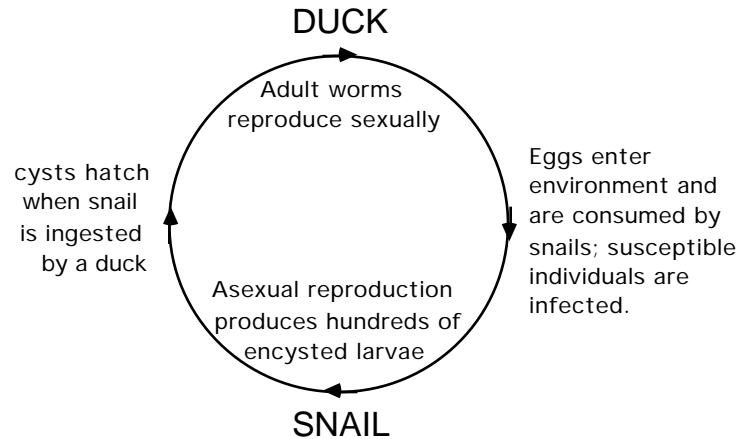 DUCK
Adult worms
reproduce sexually
Eggs enter
environment and
are consumed by
snails; susceptible
individuals are
infected.
Asexual reproduction
produces hundreds of
encysted larvae
SNAIL
cysts hatch
when snail
is ingested
by a duck